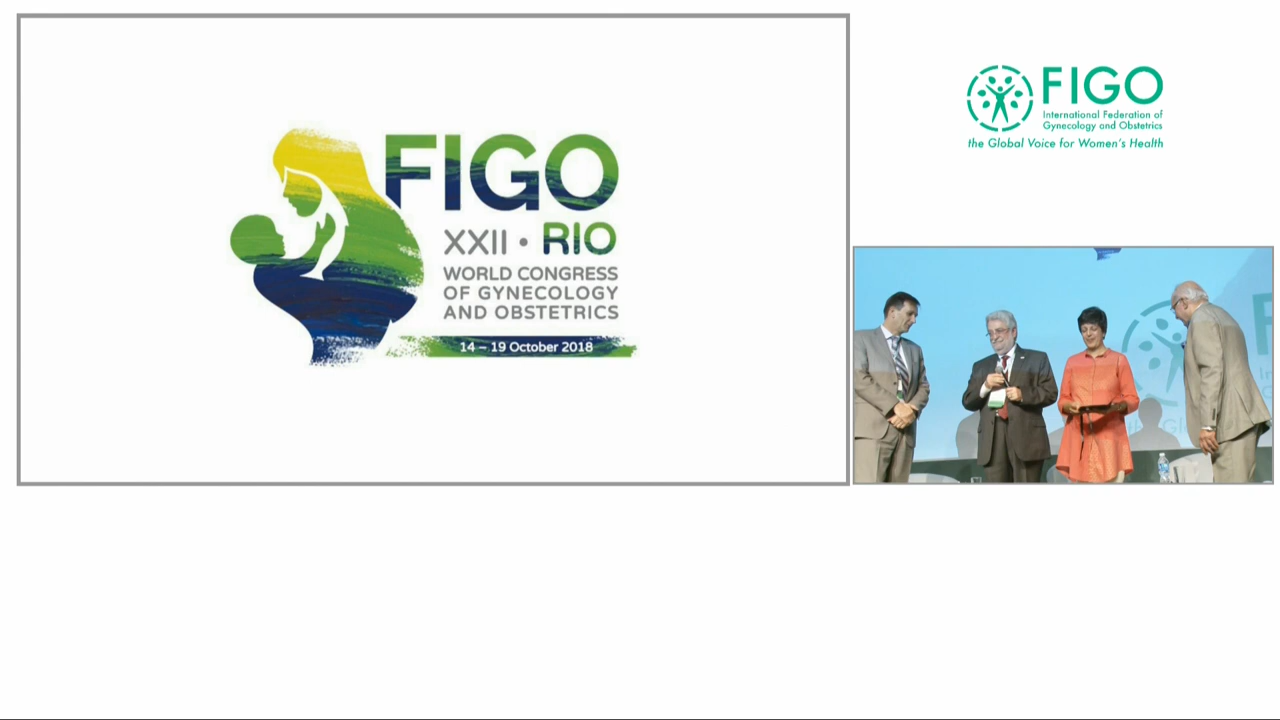 FIGO
XXII • RIO
WORLD CONGRESS
OF GYNECOLOGY
AND OBSTETRICS
14 – 19 October 2018
FIGO
International Federation of
Gynecology and Obstetrics
the Global Voice for Women's Health